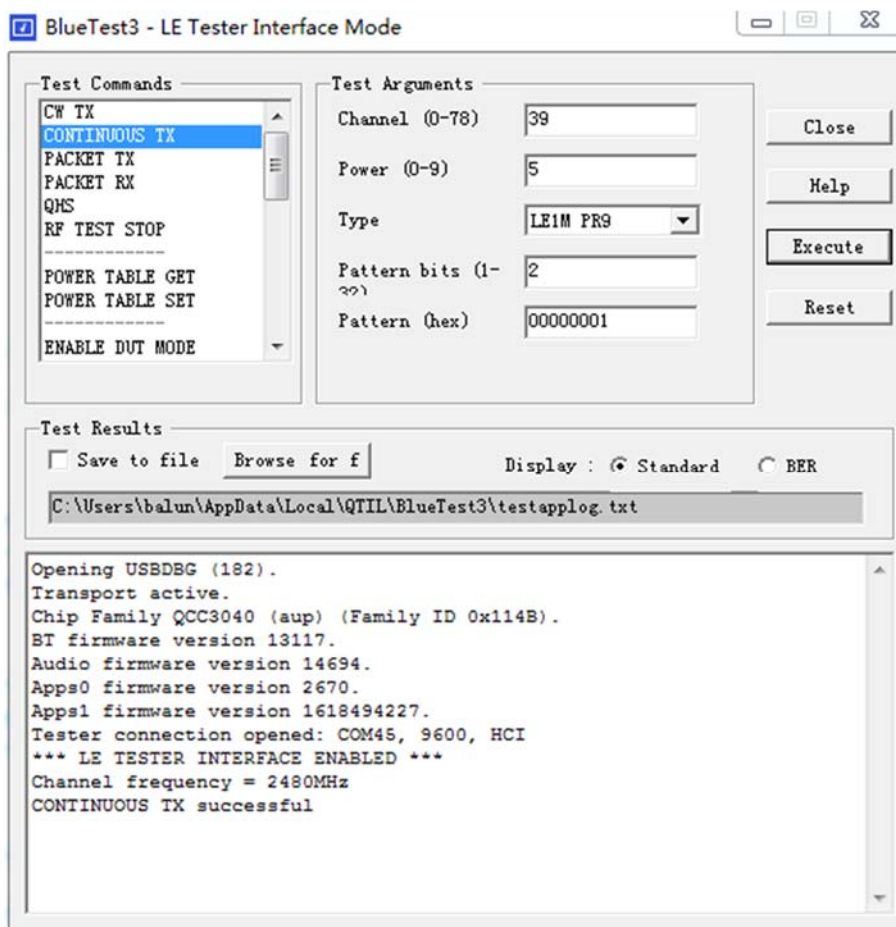 BlueTest3 - LE Tester Interface Mode
Test Commands
CW TX
CONTINUOUS TX
PACKET TX
PACKET RX
QHS
RF TEST STOP
------------
POWER TABLE GET
POWER TABLE SET
------------
ENABLE DUT MODE
Test Arguments
Channel (0-78) 39
Power (0-9) 5
Type LE1M PR9
Pattern bits (1-32) 2
Pattern (hex) 00000001
Close
Help
Execute
Reset
Test Results
Save to file Browse for f Display : Standard BER
C:\Users\balun\AppData\Local\QTIL\BlueTest3\testapplog.txt
Opening USBDBG (182).
Transport active.
Chip Family QCC3040 (aup) (Family ID 0x114B).
BT firmware version 13117.
Audio firmware version 14694.
Apps0 firmware version 2670.
Apps1 firmware version 1618494227.
Tester connection opened: COM45, 9600, HCI
*** LE TESTER INTERFACE ENABLED ***
Channel frequency = 2480MHz
CONTINUOUS TX successful